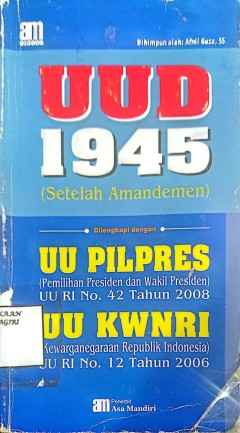 am
Dihimpun oleh: Afnil Guza, SS
UUD
1945
(Setelah Amandemen)
Dilengkapi dengan
UU PILPRES
(Pemilihan Presiden dan Wakil Presiden)
UU RI No. 42 Tahun 2008
UU KWNRI
(Kewarganegaraan Republik Indonesia)
UU RI No. 12 Tahun 2006
am
Penerbit
Asa Mandiri